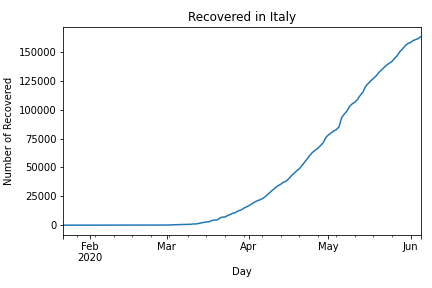 Recovered in Italy
150000
125000
100000
75000
50000
25000
0
Number of Recovered
Feb
2020
Mar
Apr
May
Jun
Day